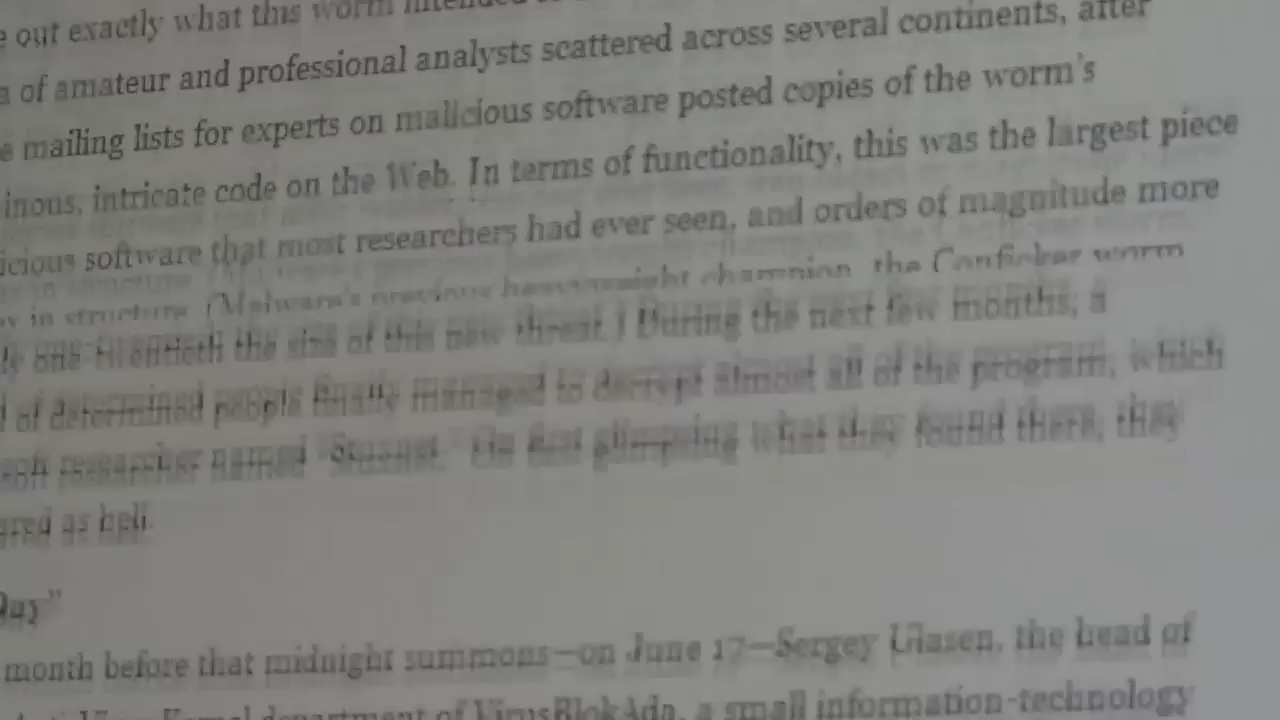 out exactly what this worm intended
of amateur and professional analysts scattered across several continents, after
mailing lists for experts on malicious software posted copies of the worm's
inous, intricate code on the Web. In terms of functionality, this was the largest piece
icious software that most researchers had ever seen, and orders of magnitude more
in structure. (Malware's previous heavyweight champion, the Conficker worm
one-twentieth the size of this new threat.) During the next few months, a
of determined people finally managed to decrypt almost all of the program, which
soft researcher named "Stuxnet." On first glimpsing what they found there, they
ared as hell.
Day"
month before that midnight summons—on June 17—Sergey Ulasen, the head of
Kernel department of VirusBlokAda, a small information-technology